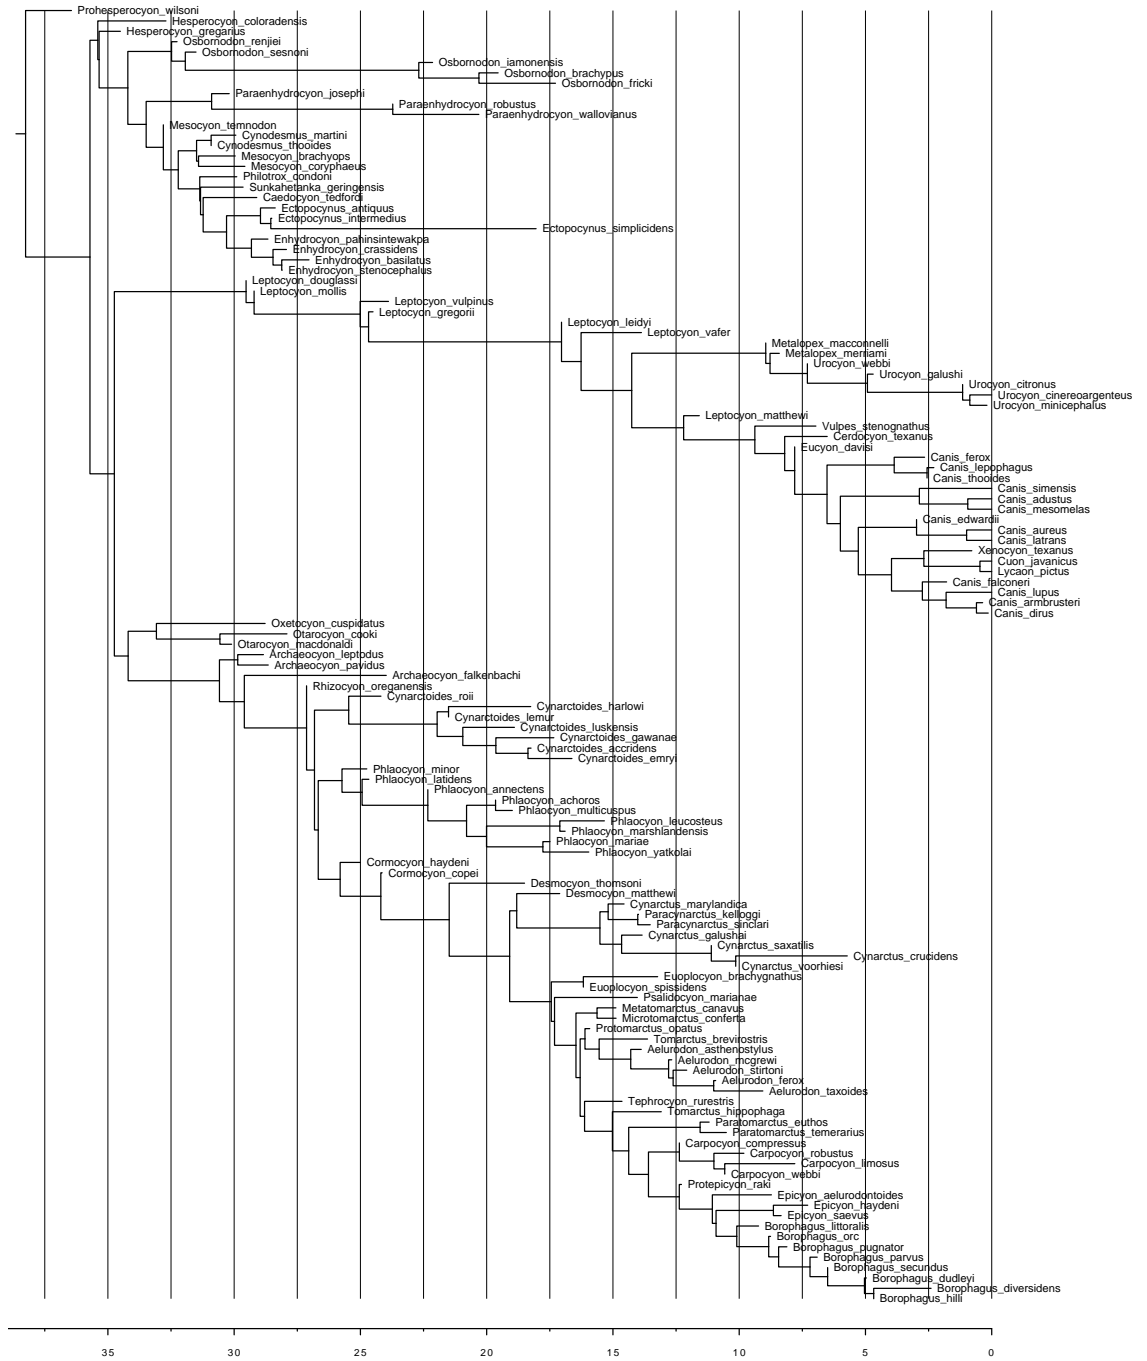 Prohesperocyon_wilsoni
Hesperocyon_coloradensis
Hesperocyon_gregarius
Osbornodon_renjiei
Osbornodon_sesnoni
Osbornodon_iamonensis
Osbornodon_brachypus
Osbornodon_fricki
Paraenhydrocyon_josephi
Paraenhydrocyon_robustus
Paraenhydrocyon_wallovianus
Mesocyon_temnodon
Cynodesmus_martini
Cynodesmus_thooides
Mesocyon_brachyops
Mesocyon_coryphaeus
Philotrox_condoni
Sunkahetanka_geringensis
Caedocyon_tedfordi
Ectopocynus_antiquus
Ectopocynus_intermedius
Ectopocynus_simplicidens
Enhydrocyon_pahinsintewakpa
Enhydrocyon_crassidens
Enhydrocyon_basilatus
Enhydrocyon_stenocephalus
Leptocyon_douglassi
Leptocyon_mollis
Leptocyon_vulpinus
Leptocyon_gregorii
Leptocyon_leidyi
Leptocyon_vafer
Metalopex_macconnelli
Metalopex_merriami
Urocyon_webbi
Urocyon_galushi
Urocyon_citronus
Urocyon_cinereoargenteus
Urocyon_minicephalus
Leptocyon_matthewi
Vulpes_stenognathus
Cerdocyon_texanus
Eucyon_davisi
Canis_ferox
Canis_lepophagus
Canis_thooides
Canis_simensis
Canis_adustus
Canis_mesomelas
Canis_edwardii
Canis_aureus
Canis_latrans
Xenocyon_texanus
Cuon_javanicus
Lycaon_pictus
Canis_falconeri
Canis_lupus
Canis_armbrusteri
Canis_dirus
Oxetocyon_cuspidatus
Otarocyon_cooki
Otarocyon_macdonaldi
Archaeocyon_leptodus
Archaeocyon_pavidus
Archaeocyon_falkenbachi
Rhizocyon_oreganensis
Cynarctoides_roii
Cynarctoides_harlowi
Cynarctoides_lemur
Cynarctoides_luskensis
Cynarctoides_gawanae
Cynarctoides_accridens
Cynarctoides_emryi
Phlaocyon_minor
Phlaocyon_latidens
Phlaocyon_annectens
Phlaocyon_achoros
Phlaocyon_multicuspus
Phlaocyon_leucosteus
Phlaocyon_marshlandensis
Phlaocyon_mariae
Phlaocyon_yatkolai
Cormocyon_haydeni
Cormocyon_copei
Desmocyon_thomsoni
Desmocyon_matthewi
Cynarctus_marylandica
Paracynarctus_kelloggi
Paracynarctus_sinclari
Cynarctus_galushai
Cynarctus_saxatilis
Cynarctus_crucidens
Cynarctus_voorhiesi
Euoplocyon_brachygnathus
Euoplocyon_spissidens
Psalidocyon_marianae
Metatomarctus_canavus
Microtomarctus_conferta
Protomarctus_opatus
Tomarctus_brevirostris
Aelurodon_asthenostylus
Aelurodon_mcgrewi
Aelurodon_stirtoni
Aelurodon_ferox
Aelurodon_taxoides
Tephrocyon_rurestris
Tomarctus_hippophaga
Paratomarctus_euthos
Paratomarctus_temerarius
Carpocyon_compressus
Carpocyon_robustus
Carpocyon_limosus
Carpocyon_webbi
Protepicyon_raki
Epicyon_aelurodontoides
Epicyon_haydeni
Epicyon_saevus
Borophagus_littoralis
Borophagus_orc
Borophagus_pugnator
Borophagus_parvus
Borophagus_secundus
Borophagus_dudleyi
Borophagus_diversidens
Borophagus_hilli
35 30 25 20 15 10 5 0